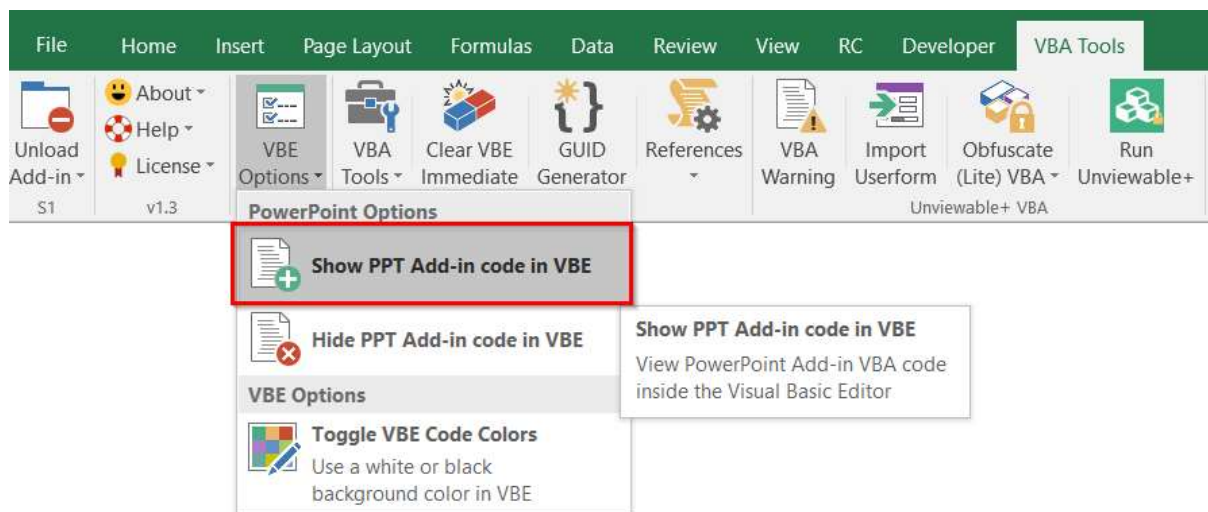 File Home Insert Page Layout Formulas Data Review View RC Developer VBA Tools
Unload Add-in
S1
About
Help
License
v1.3
VBE Options
VBA Tools
Clear VBE Immediate
GUID Generator
References
VBA Warning
Import Userform
Obfuscate (Lite) VBA
Run Unviewable+
Unviewable+ VBA
PowerPoint Options
Show PPT Add-in code in VBE
Hide PPT Add-in code in VBE
Show PPT Add-in code in VBE
View PowerPoint Add-in VBA code
inside the Visual Basic Editor
VBE Options
Toggle VBE Code Colors
Use a white or black
background color in VBE